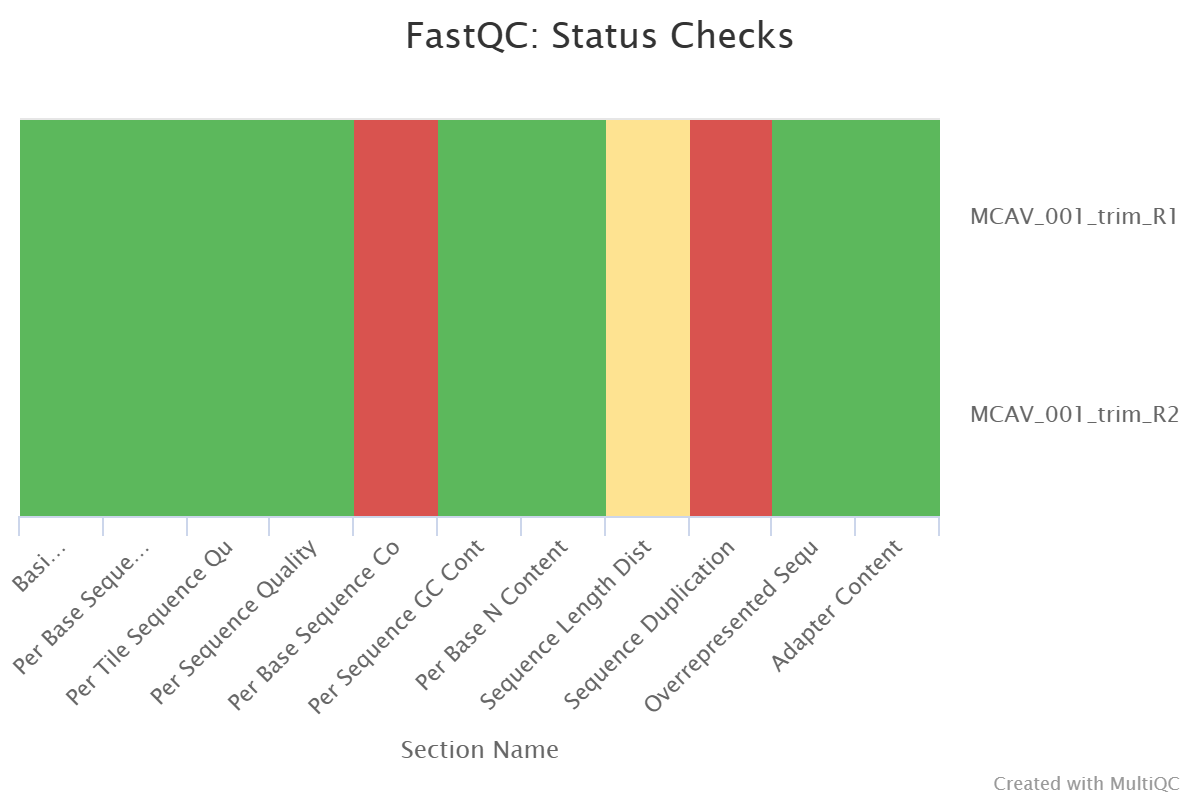 FastQC: Status Checks
MCAV_001_trim_R1
MCAV_001_trim_R2
Basi…
Per Base Seque…
Per Tile Sequence Qu
Per Sequence Quality
Per Base Sequence Co
Per Sequence GC Cont
Per Base N Content
Sequence Length Dist
Sequence Duplication
Overrepresented Sequ
Adapter Content
Section Name
Created with MultiQC